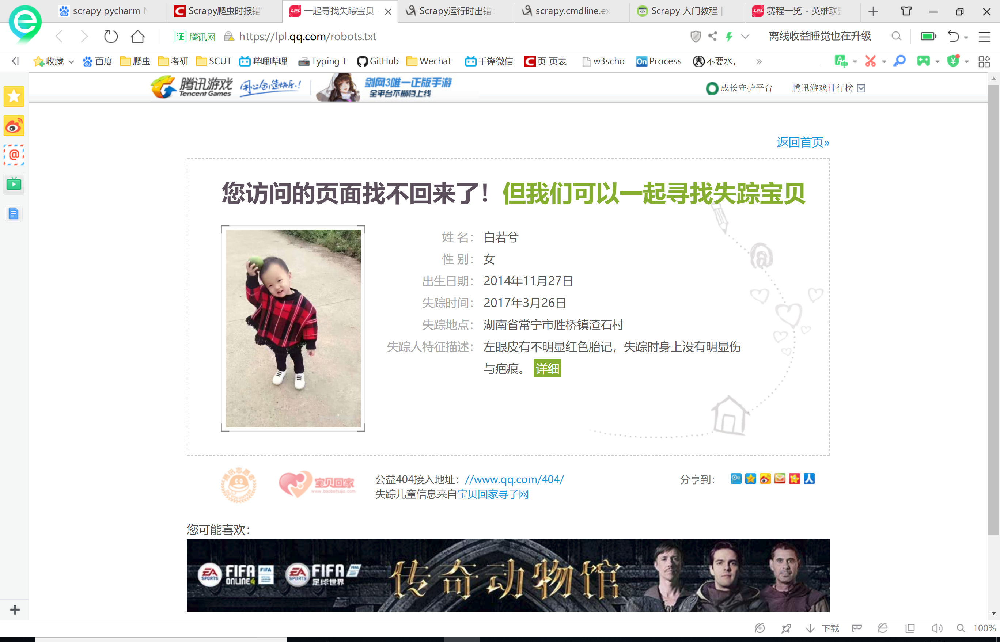 scrapy pycharm
Scrapy爬虫时报错
一起寻找失踪宝贝
Scrapy运行时出错
scrapy.cmdline.ex
Scrapy 入门教程 |
赛程一览 - 英雄联
证 腾讯网 https://lpl.qq.com/robots.txt
离线收益睡觉也在升级
收藏 百度 爬虫 考研 SCUT 哔哩哔哩 Typing t GitHub Wechat 千锋微信 页 页表 w3scho On Process 不要水，
腾讯游戏 用心创造快乐！ 剑网3唯一正版手游
Tencent Games 全平台不删档上线
成长守护平台 腾讯游戏排行榜
返回首页»
您访问的页面找不回来了！但我们可以一起寻找失踪宝贝
姓 名： 白若兮
性 别： 女
出生日期： 2014年11月27日
失踪时间： 2017年3月26日
失踪地点： 湖南省常宁市胜桥镇渣石村
失踪人特征描述： 左眼皮有不明显红色胎记，失踪时身上没有明显伤
与疤痕。 详细
腾讯志愿者
宝贝回家
www.baobeihuijia.com
公益404接入地址：//www.qq.com/404/
失踪儿童信息来自宝贝回家寻子网
分享到：
您可能喜欢：
EA SPORTS FIFA ONLINE4 FIFA
EA SPORTS FIFA 足球世界 FIFA
传奇动物馆
下载 100%